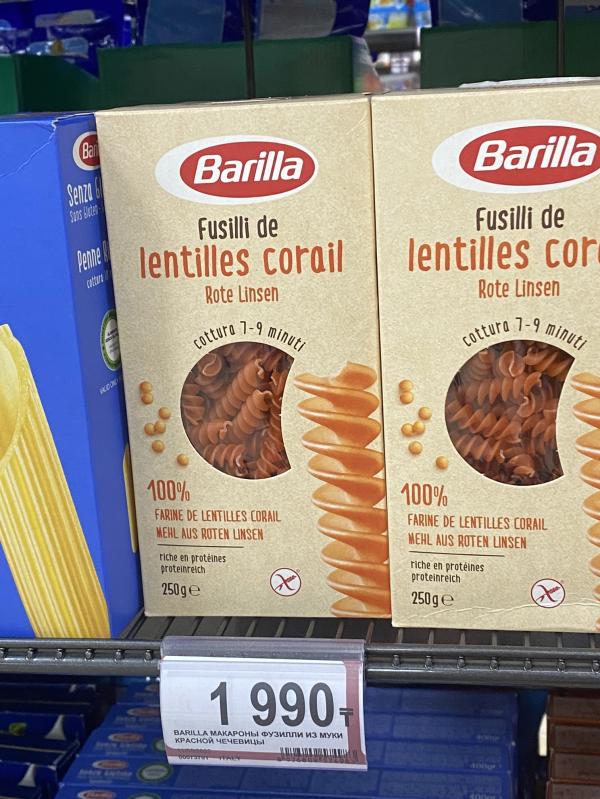 Barilla
Fusilli de
lentilles corail
Rote Linsen
cottura 7-9 minuti
100%
FARINE DE LENTILLES CORAIL
MEHL AUS ROTEN LINSEN
riche en protéines
proteinreich
250g e
Barilla
Fusilli de
lentilles
Rote Linsen
cottura 7-9 minuti
100%
FARINE DE LENTILLES CORAIL
MEHL AUS ROTEN LINSEN
riche en protéines
proteinreich
250g e
Senza
Penne
1 990₸
BARILLA МАКАРОНЫ ФУЗИЛЛИ ИЗ МУКИ
КРАСНОЙ ЧЕЧЕВИЦЫ
ITALY